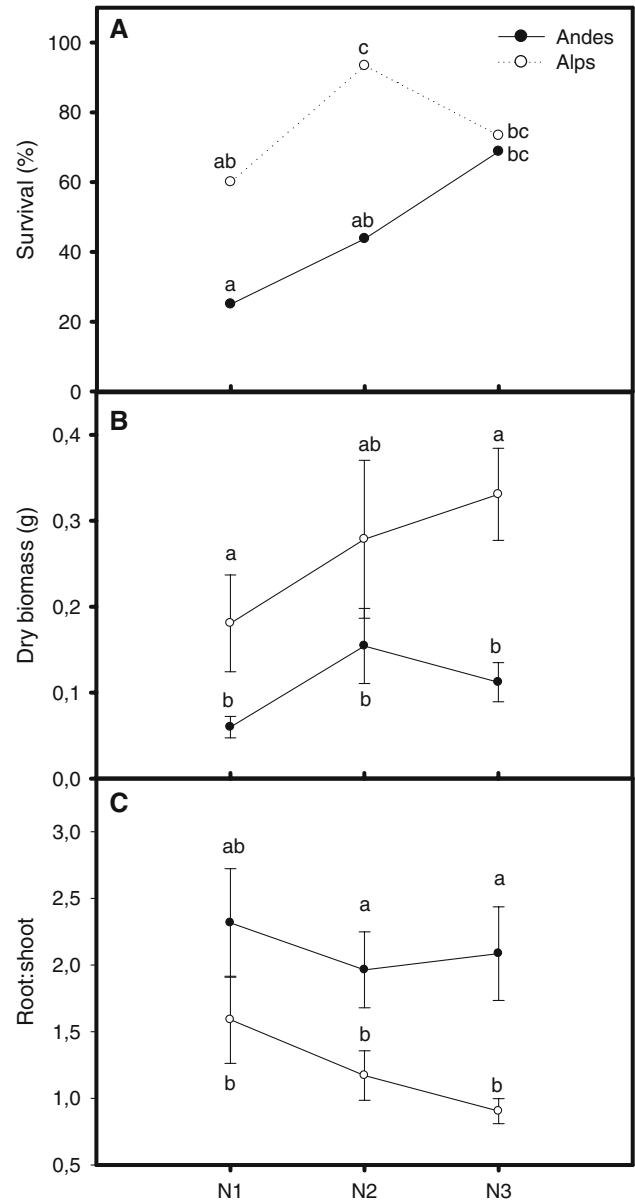 A
Andes
Alps
100
80
60
40
20
0
Survival (%)
ab
c
bc
bc
ab
a
B
0,4
0,3
0,2
0,1
0,0
Dry biomass (g)
a
ab
a
b
b
b
C
3,0
2,5
2,0
1,5
1,0
0,5
Root:shoot
ab
a
a
b
b
b
N1 N2 N3